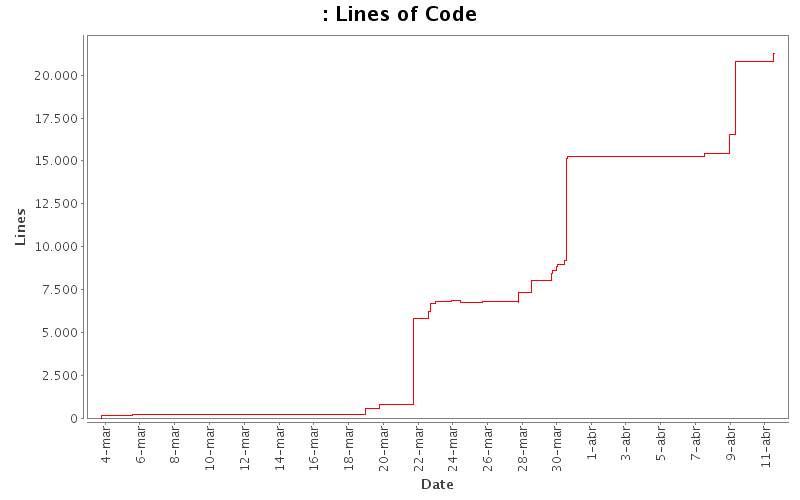 : Lines of Code
Lines
20.000
17.500
15.000
12.500
10.000
7.500
5.000
2.500
0
4-mar
6-mar
8-mar
10-mar
12-mar
14-mar
16-mar
18-mar
20-mar
22-mar
24-mar
26-mar
28-mar
30-mar
1-abr
3-abr
5-abr
7-abr
9-abr
11-abr
Date